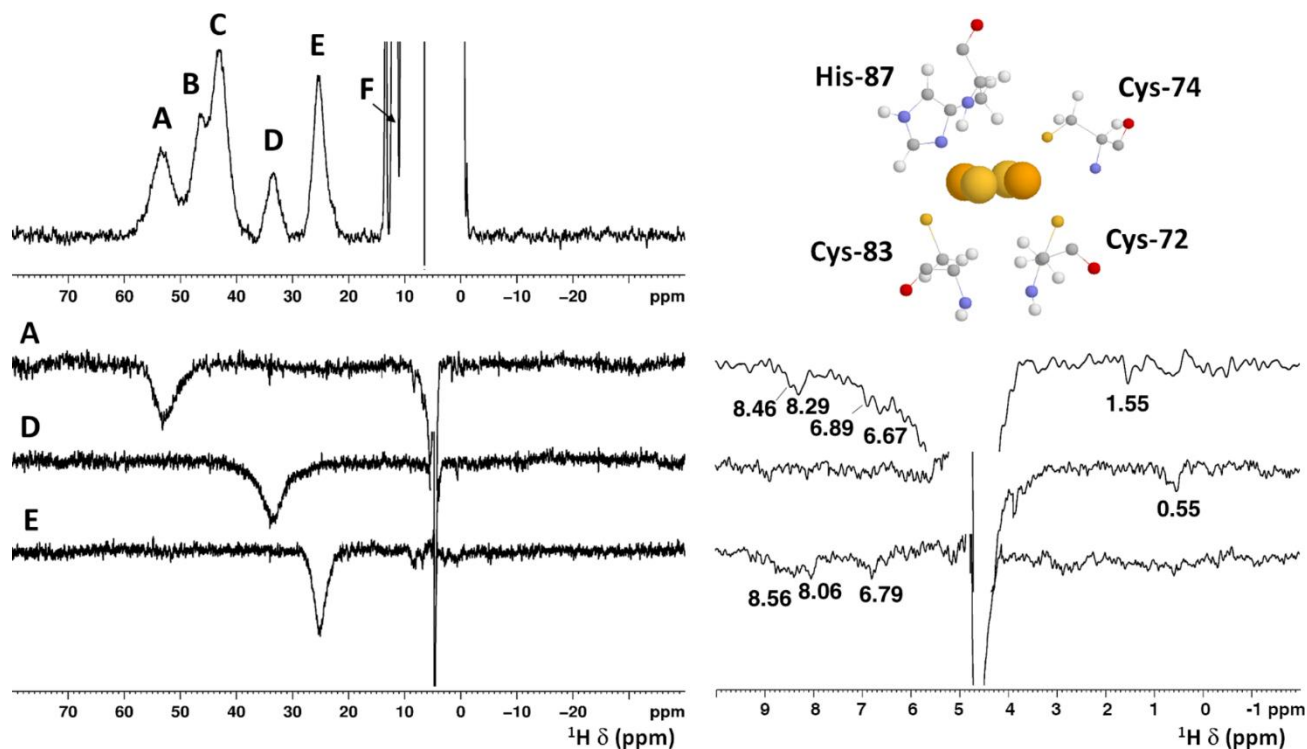 A
B
C
D
E
F
70 60 50 40 30 20 10 0 −10 −20 ppm
His-87
Cys-74
Cys-83
Cys-72
A
D
E
70 60 50 40 30 20 10 0 −10 −20 ppm
¹H δ (ppm)
8.46
8.29
6.89
6.67
1.55
0.55
8.56
8.06
6.79
9 8 7 6 5 4 3 2 1 0 -1 ppm
¹H δ (ppm)